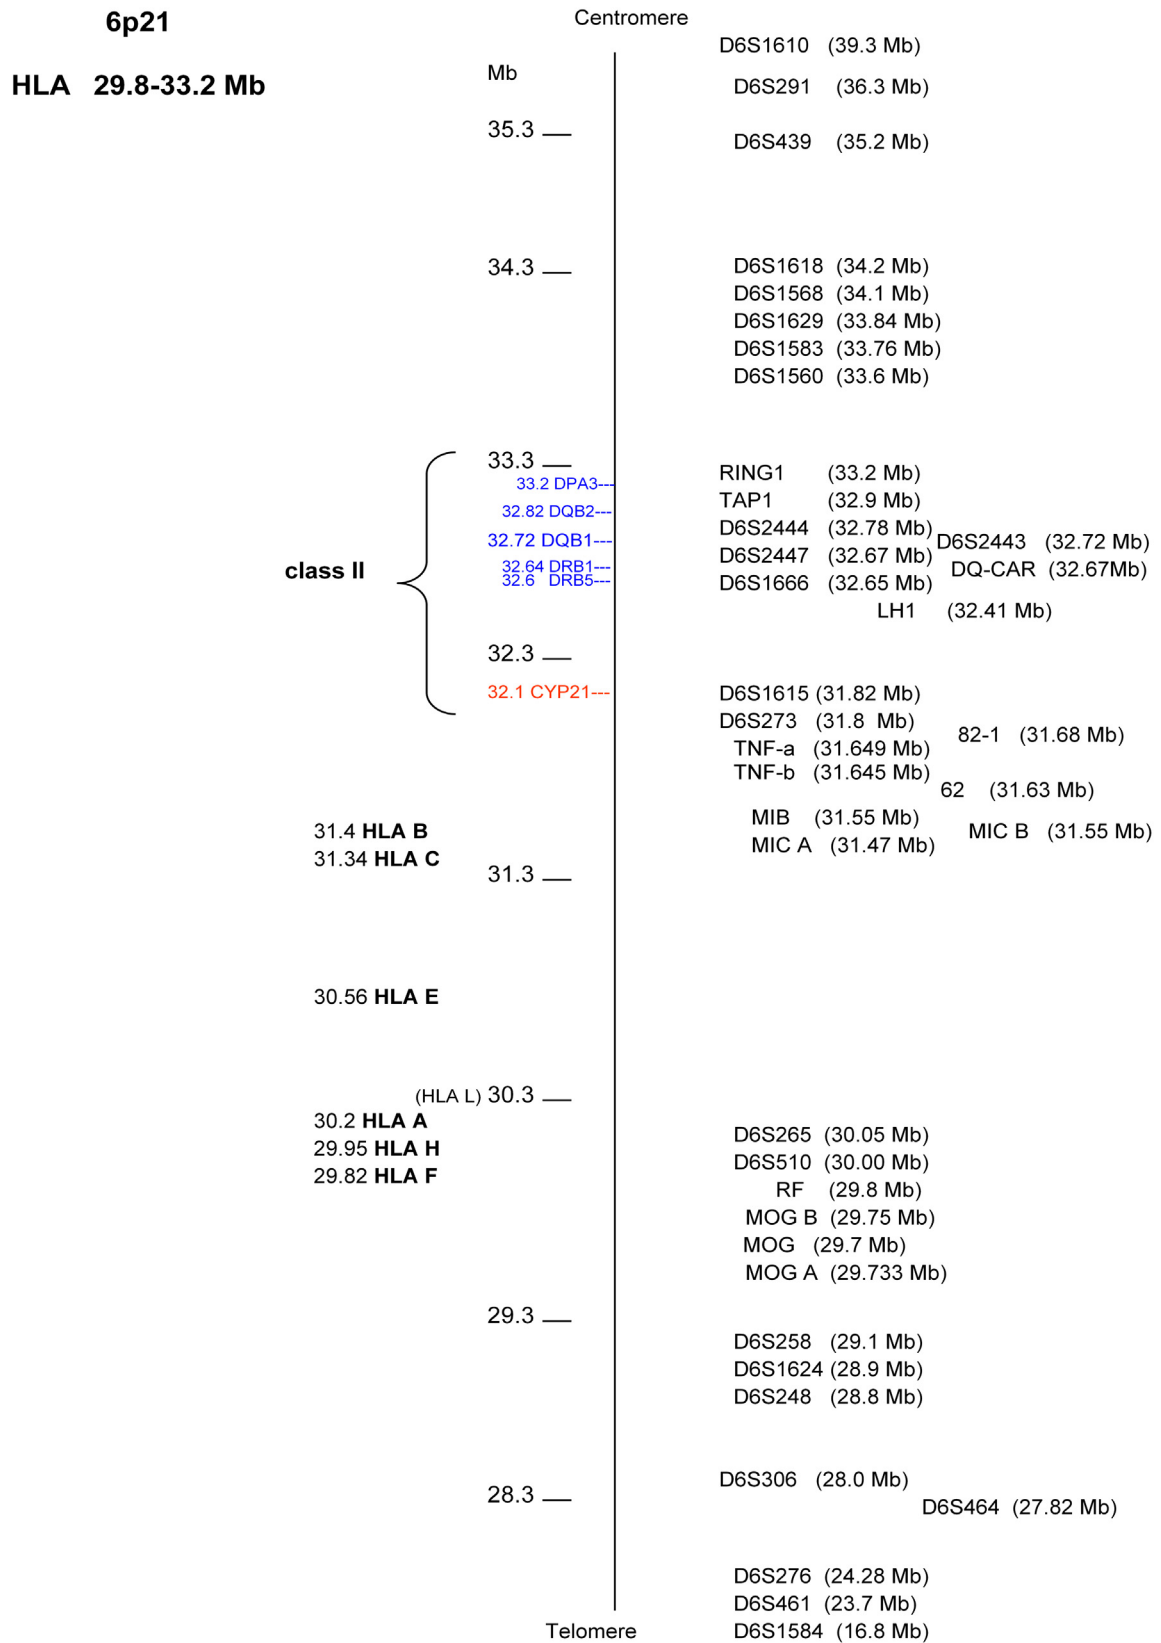 6p21
Centromere
D6S1610 (39.3 Mb)
HLA 29.8-33.2 Mb
Mb
D6S291 (36.3 Mb)
35.3
D6S439 (35.2 Mb)
34.3
D6S1618 (34.2 Mb)
D6S1568 (34.1 Mb)
D6S1629 (33.84 Mb)
D6S1583 (33.76 Mb)
D6S1560 (33.6 Mb)
33.3
RING1 (33.2 Mb)
33.2 DPA3---
TAP1 (32.9 Mb)
32.82 DQB2---
D6S2444 (32.78 Mb)
32.72 DQB1---
D6S2443 (32.72 Mb)
D6S2447 (32.67 Mb)
class II
32.64 DRB1---
DQ-CAR (32.67Mb)
32.6 DRB5---
D6S1666 (32.65 Mb)
LH1 (32.41 Mb)
32.3
32.1 CYP21---
D6S1615 (31.82 Mb)
D6S273 (31.8 Mb)
82-1 (31.68 Mb)
TNF-a (31.649 Mb)
TNF-b (31.645 Mb)
62 (31.63 Mb)
MIB (31.55 Mb)
31.4 HLA B
MIC B (31.55 Mb)
MIC A (31.47 Mb)
31.34 HLA C
31.3
30.56 HLA E
(HLA L) 30.3
30.2 HLA A
D6S265 (30.05 Mb)
29.95 HLA H
D6S510 (30.00 Mb)
29.82 HLA F
RF (29.8 Mb)
MOG B (29.75 Mb)
MOG (29.7 Mb)
MOG A (29.733 Mb)
29.3
D6S258 (29.1 Mb)
D6S1624 (28.9 Mb)
D6S248 (28.8 Mb)
D6S306 (28.0 Mb)
28.3
D6S464 (27.82 Mb)
D6S276 (24.28 Mb)
D6S461 (23.7 Mb)
Telomere
D6S1584 (16.8 Mb)